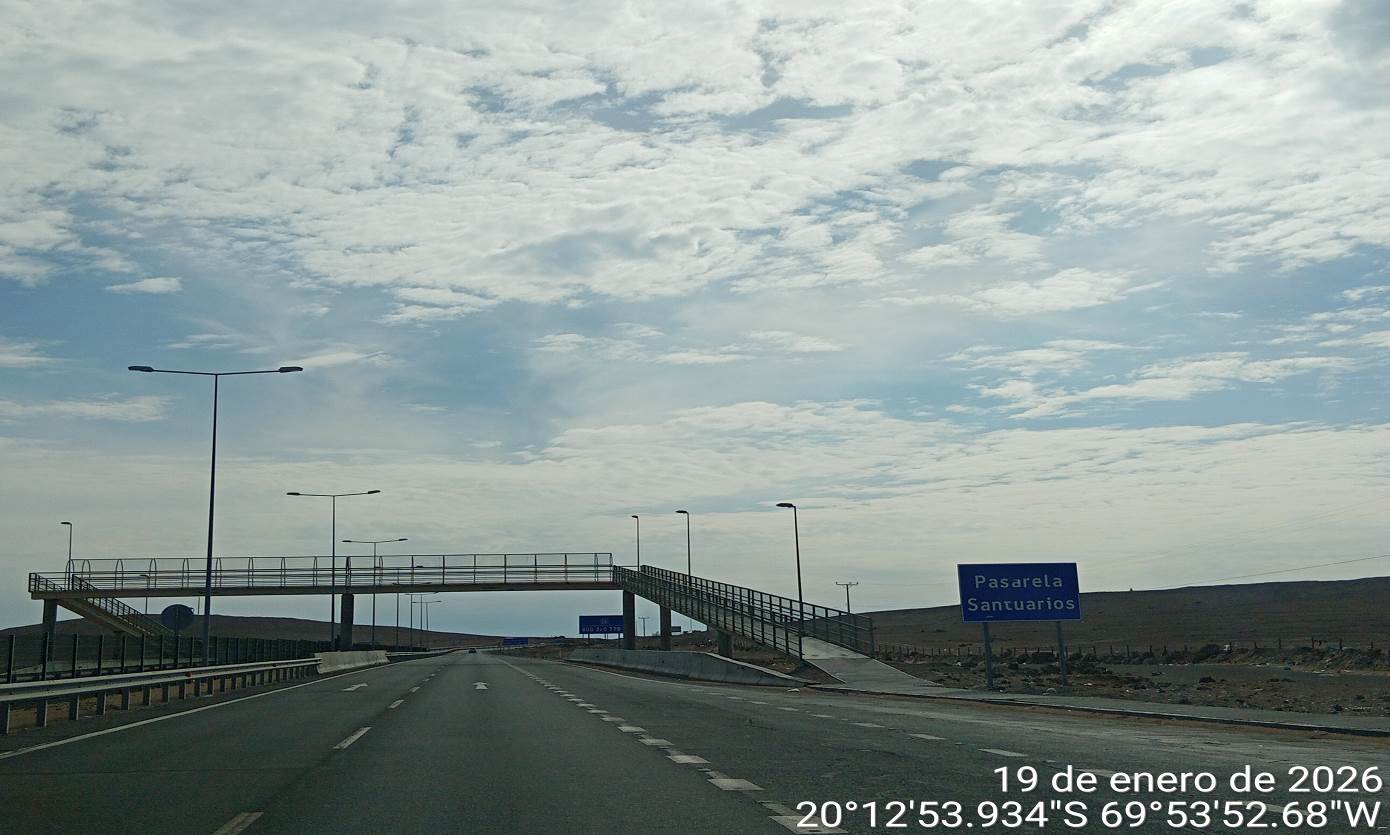 Pasarela
Santuarios
19 de enero de 2026
20°12'53.934"S 69°53'52.68"W